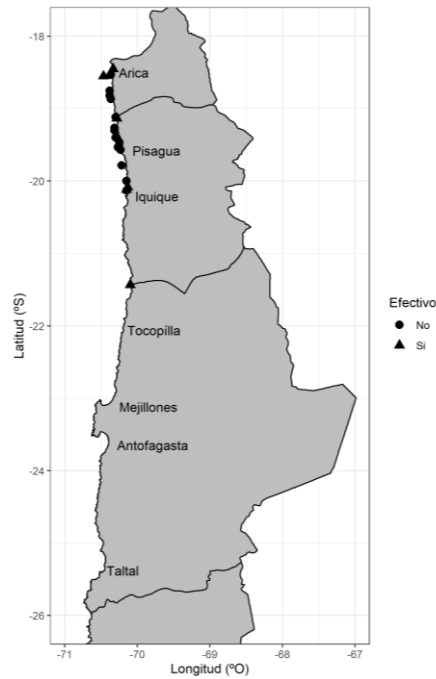 -18
Arica
Pisagua
-20
Iquique
-22
Tocopílla
Mejillones
Antofagasta
-24
Taltal
-26
-71
-70
-69
-68
-67
Longitud (ºO)
Latitud (ºS)
Efectivo
No
Si